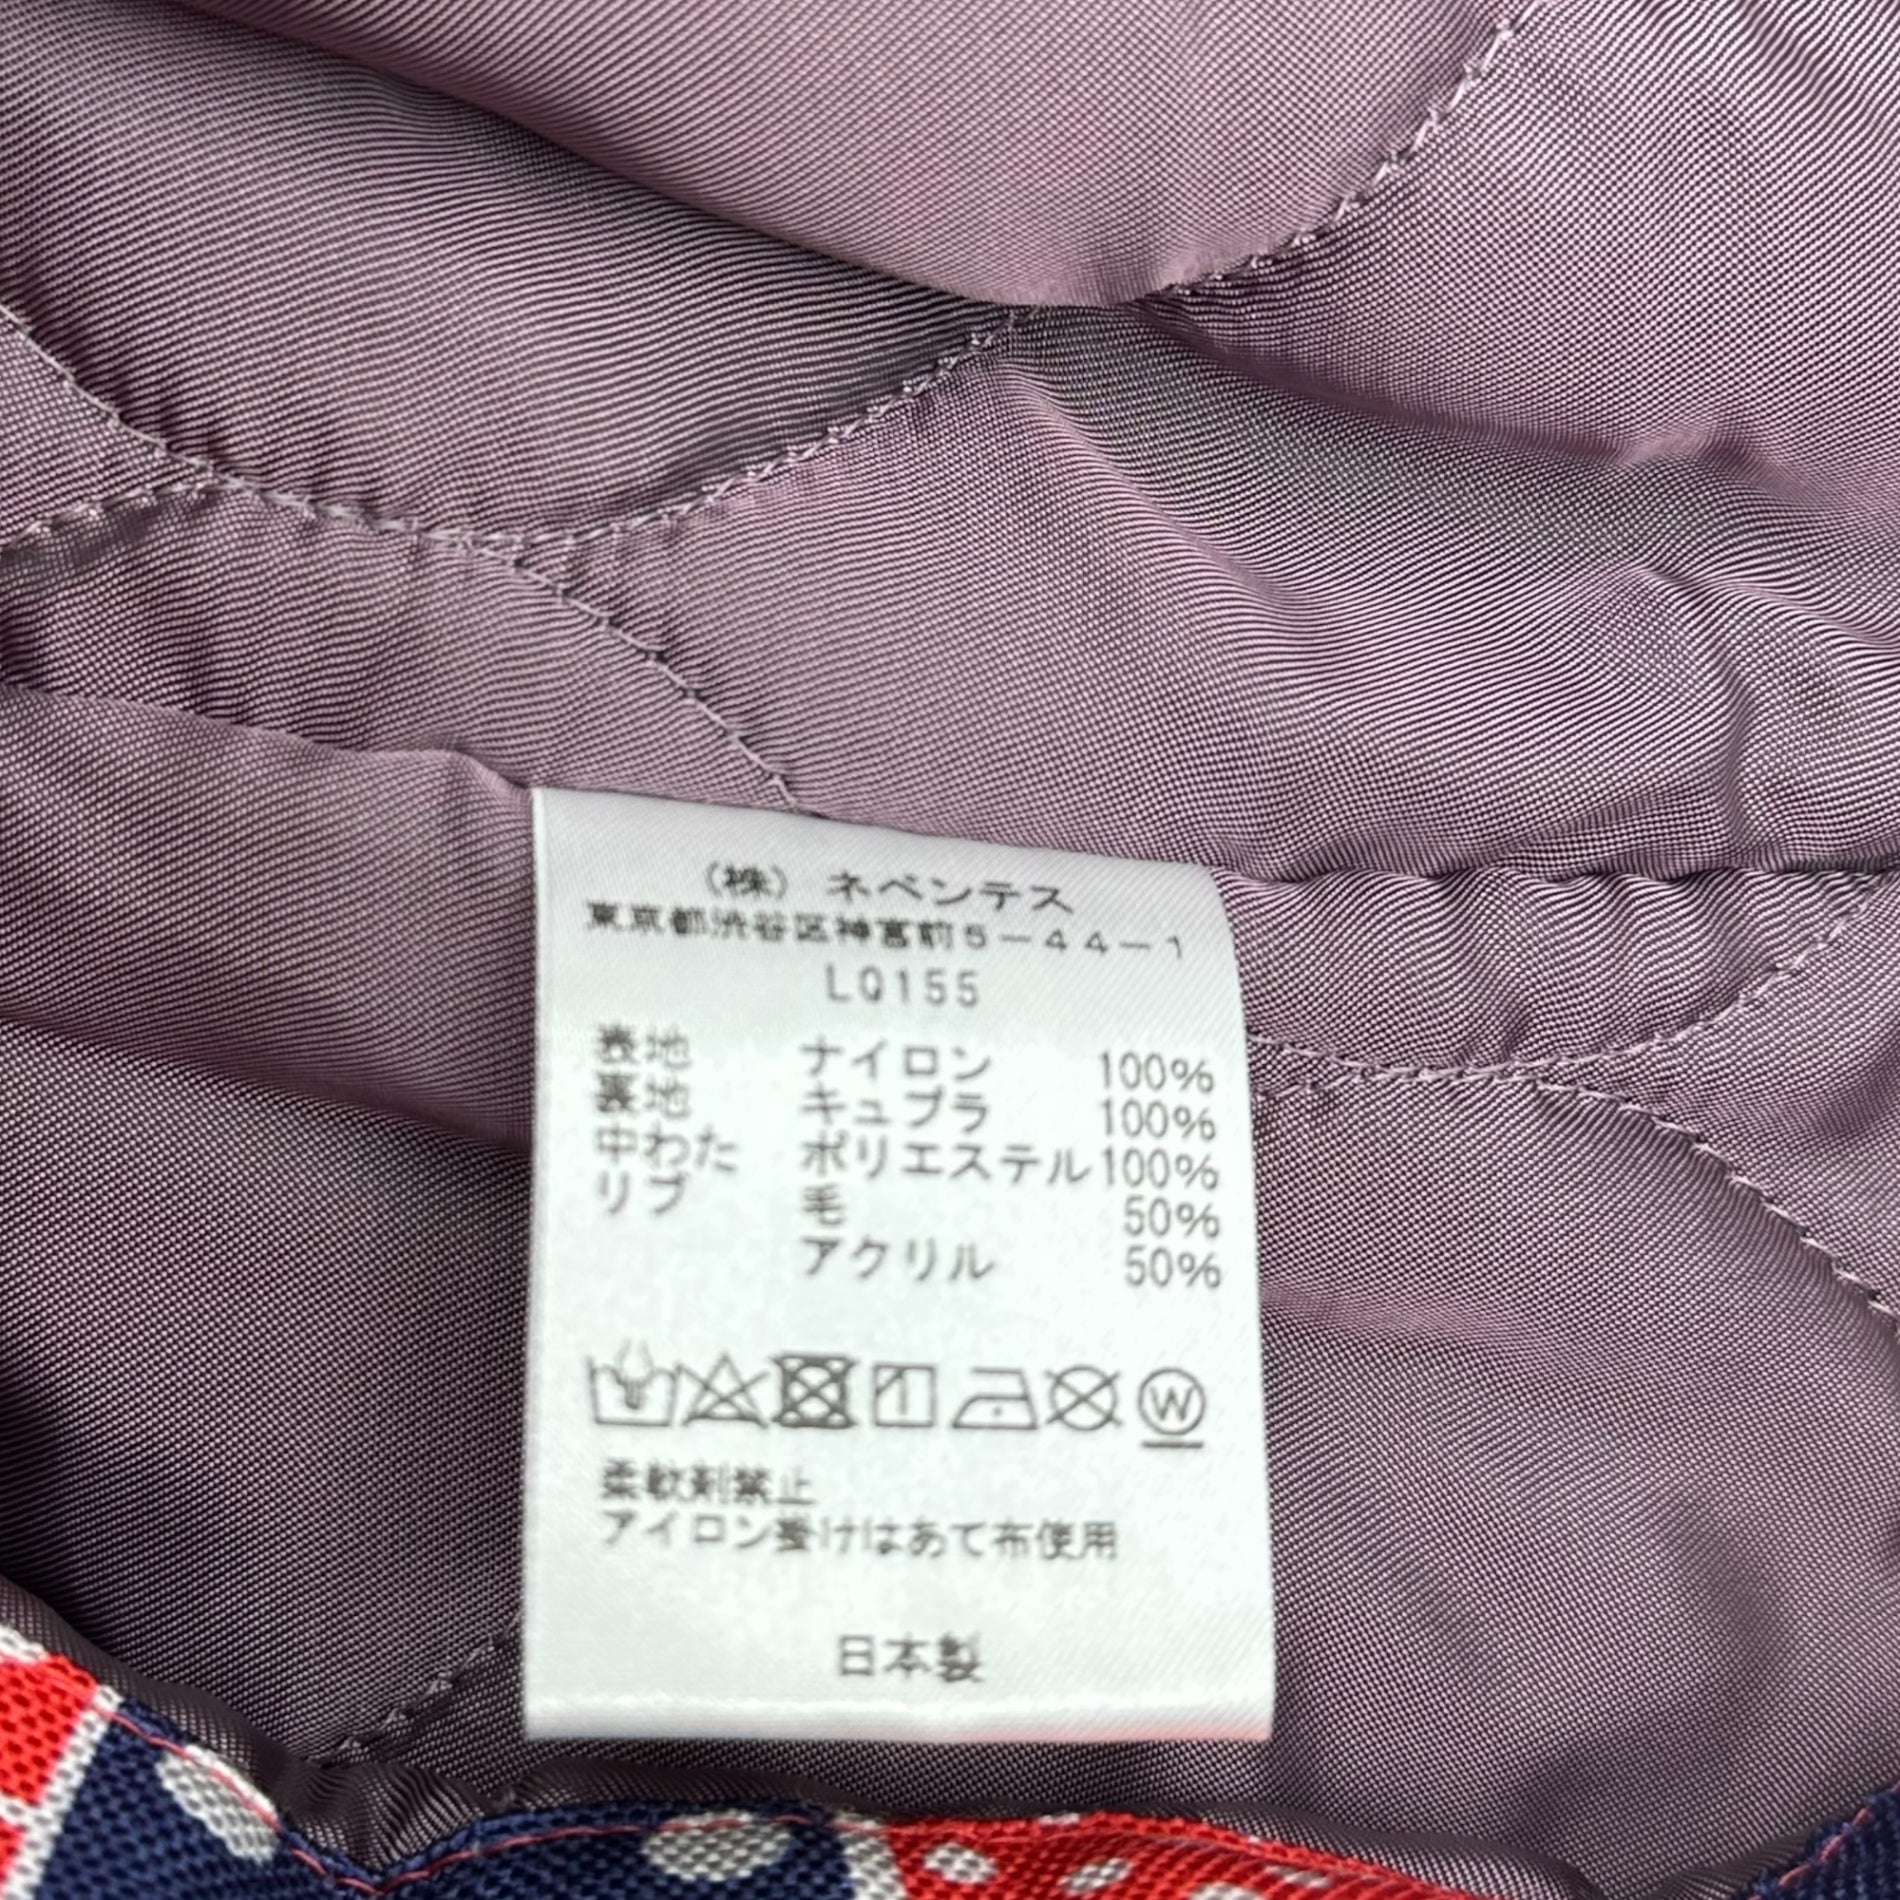 (株) ネペンテス
東京都渋谷区神宮前5－44－1
LQ155
表地 ナイロン 100%
裏地 キュプラ 100%
中わた ポリエステル 100%
リブ 毛 50%
アクリル 50%
W
柔軟剤禁止
アイロン掛けはあて布使用
日本製